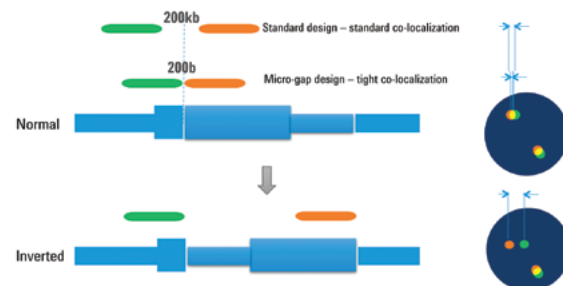 200kb
Standard design – standard co-localization
200b
Micro-gap design – tight co-localization
Normal
Inverted